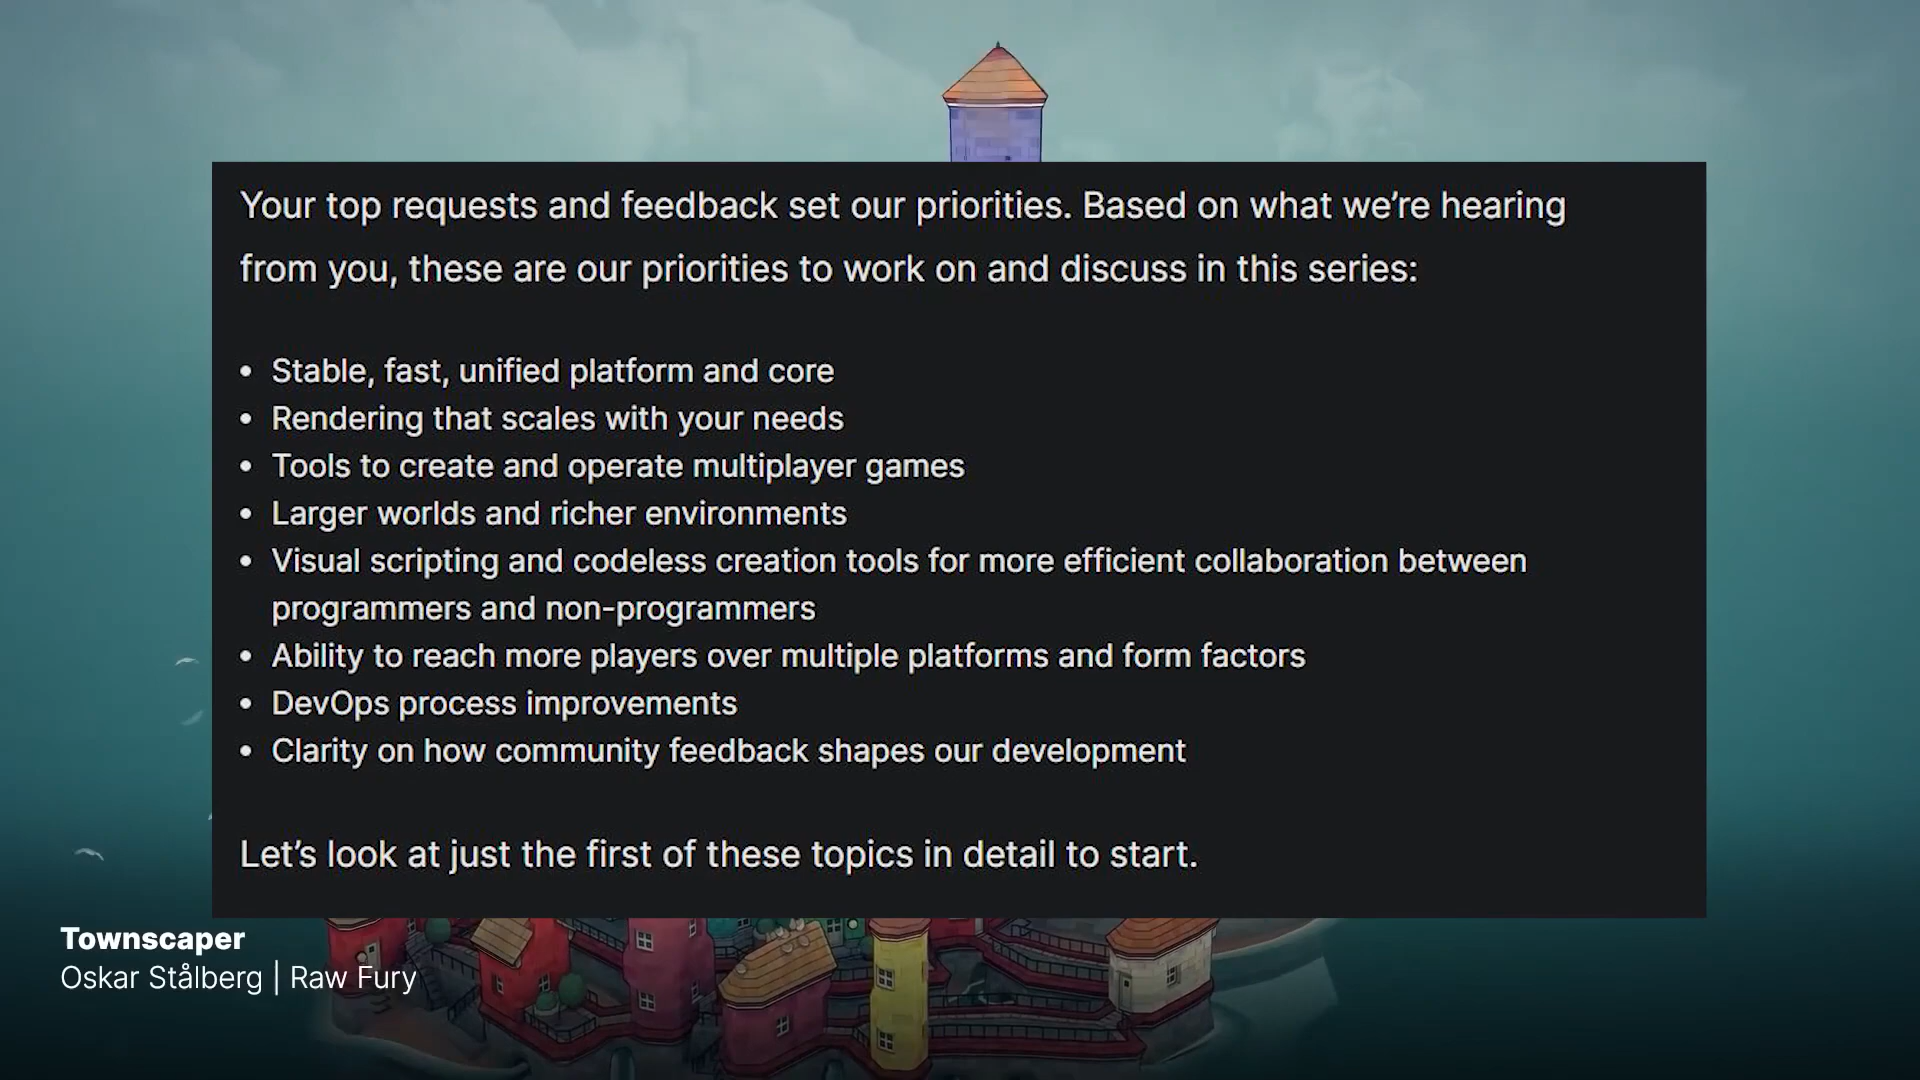 Your top requests and feedback set our priorities. Based on what we’re hearing
from you, these are our priorities to work on and discuss in this series:
• Stable, fast, unified platform and core
• Rendering that scales with your needs
• Tools to create and operate multiplayer games
• Larger worlds and richer environments
• Visual scripting and codeless creation tools for more efficient collaboration between
programmers and non-programmers
• Ability to reach more players over multiple platforms and form factors
• DevOps process improvements
• Clarity on how community feedback shapes our development
Let’s look at just the first of these topics in detail to start.
Townscaper
Oskar Stålberg | Raw Fury